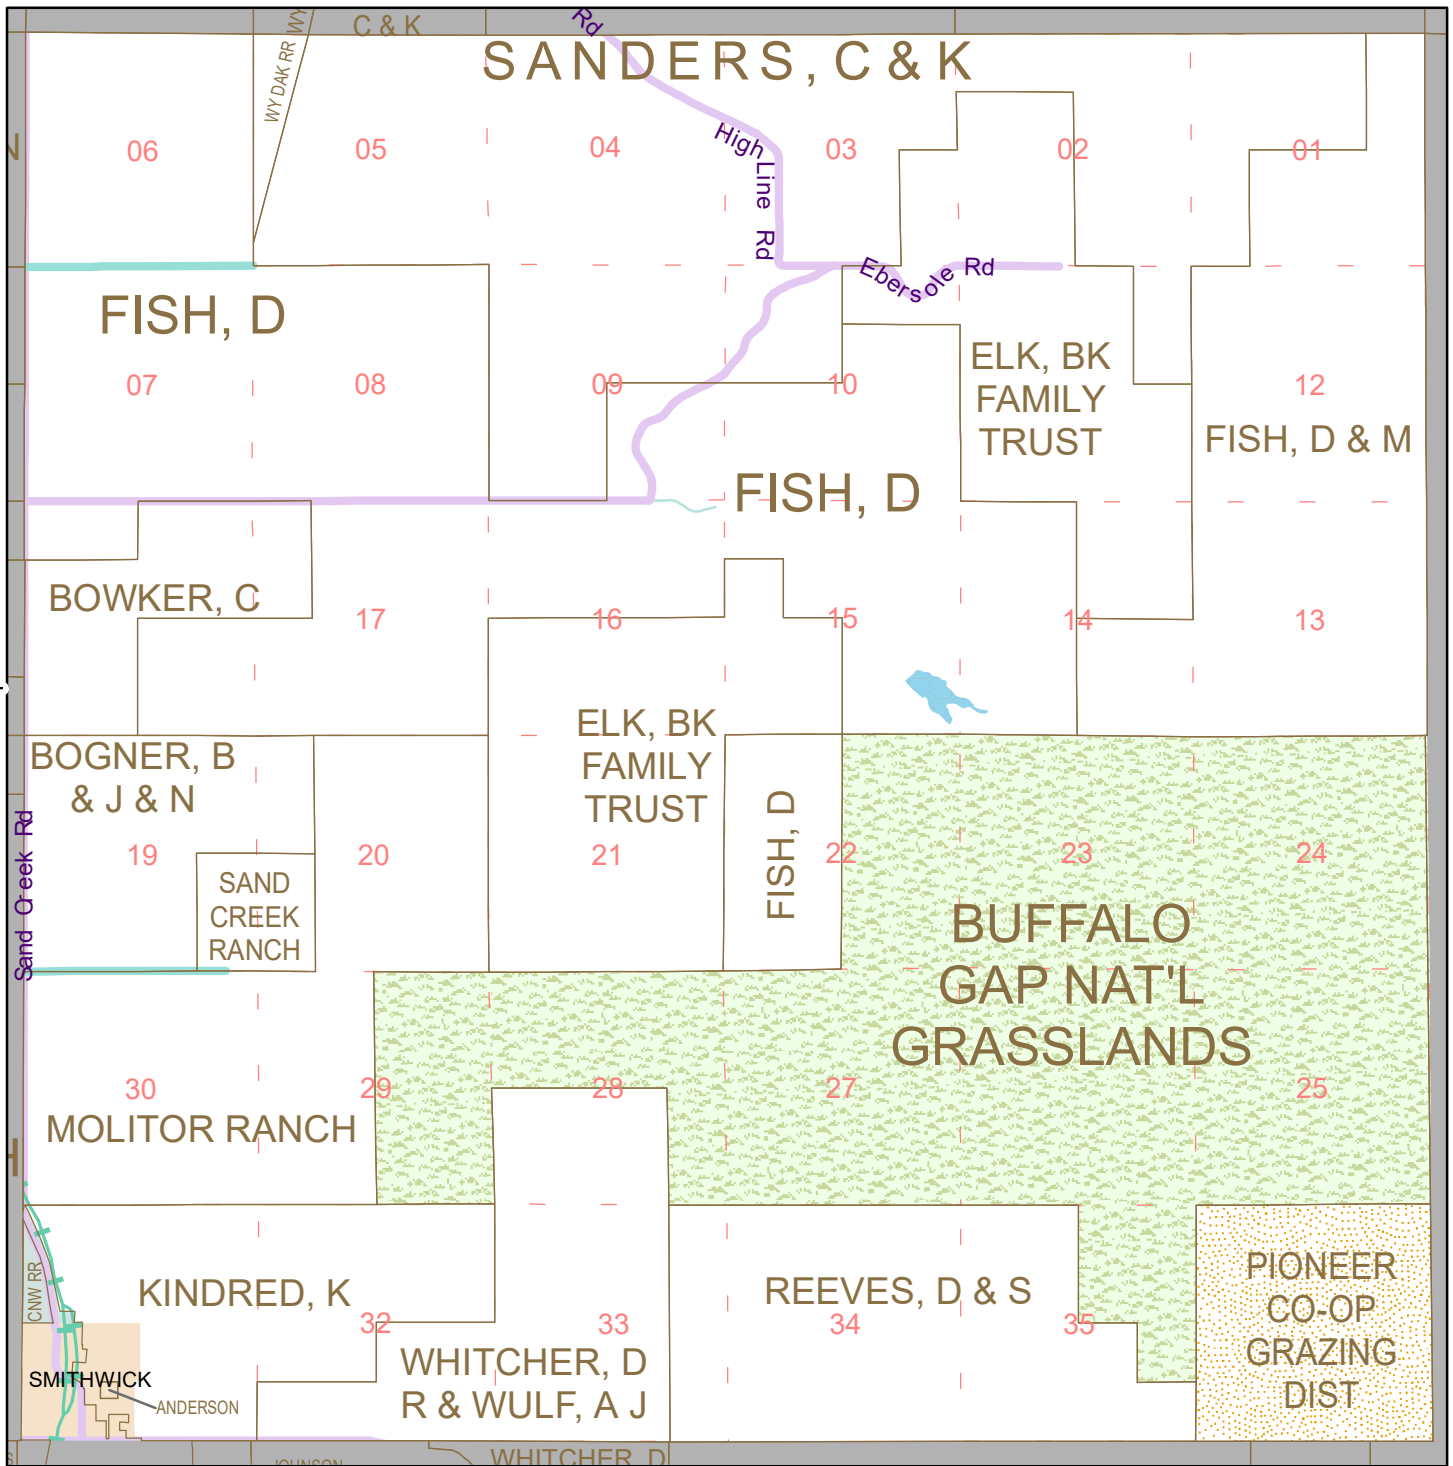 C & K
Rd
WY DAK RR WY
SANDERS, C & K
N
06
05
04
High Line Rd
03
02
01
Ebersole Rd
FISH, D
07
08
09
10
ELK, BK
FAMILY
TRUST
12
FISH, D & M
FISH, D
BOWKER, C
17
16
15
14
13
BOGNER, B
& J & N
ELK, BK
FAMILY
TRUST
FISH, D
Sand Creek Rd
19
20
21
22
23
24
SAND
CREEK
RANCH
BUFFALO
GAP NAT'L
GRASSLANDS
30
29
28
27
25
MOLITOR RANCH
H
CNW RR
KINDRED, K
32
33
REEVES, D & S
34
35
PIONEER
CO-OP
GRAZING
DIST
WHITCHER, D
R & WULF, A J
SMITHWICK
ANDERSON
S
JOHNSON
WHITCHER D